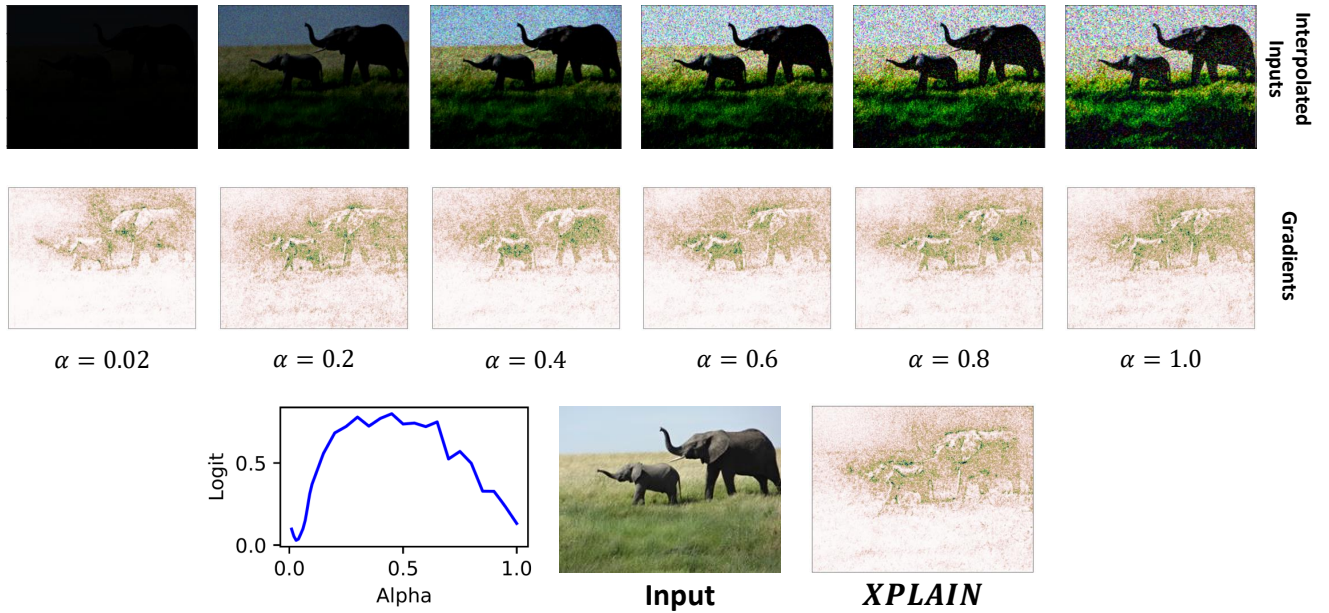 Interpolated
Inputs
Gradients
α = 0.02
α = 0.2
α = 0.4
α = 0.6
α = 0.8
α = 1.0
Logit
0.5
0.0
0.0 0.5 1.0
Alpha
Input
XPLAIN